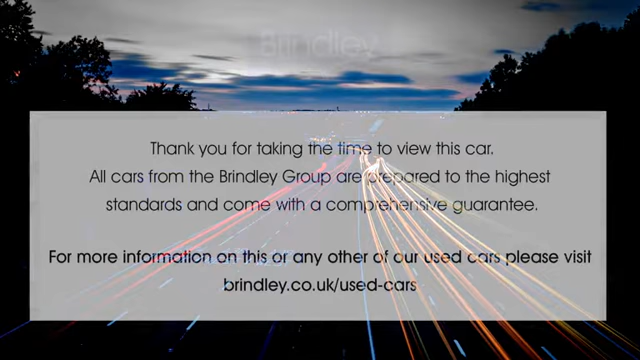 Brindley
Thank you for taking the time to view this car.
All cars from the Brindley Group are prepared to the highest
standards and come with a comprehensive guarantee.
For more information on this or any other of our used cars please visit
brindley.co.uk/used-cars